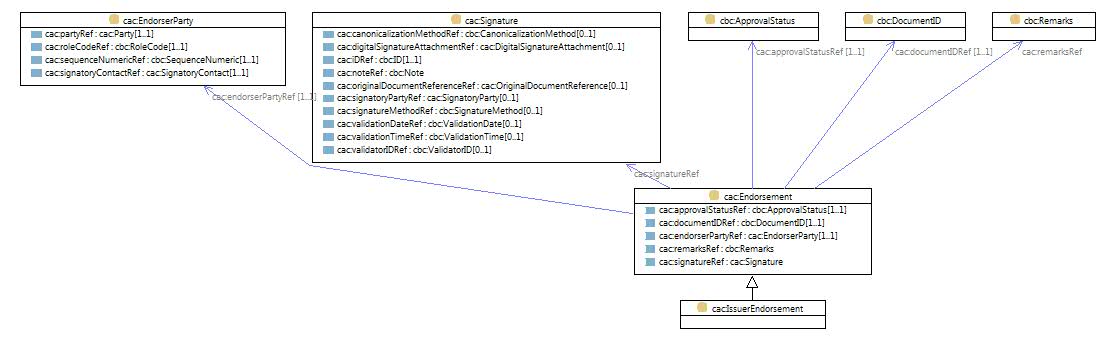 cac:EndorserParty
cac:partyRef : cac:Party[1..1]
cac:roleCodeRef : cbc:RoleCode[1..1]
cac:sequenceNumericRef : cbc:SequenceNumeric[1..1]
cac:signatoryContactRef : cac:SignatoryContact[1..1]
cac:Signature
cac:canonicalizationMethodRef : cbc:CanonicalizationMethod[0..1]
cac:digitalSignatureAttachmentRef : cac:DigitalSignatureAttachment[0..1]
cac:iDRef : cbc:ID[1..1]
cac:noteRef : cbc:Note
cac:originalDocumentReferenceRef : cac:OriginalDocumentReference[0..1]
cac:signatoryPartyRef : cac:SignatoryParty[0..1]
cac:signatureMethodRef : cbc:SignatureMethod[0..1]
cac:validationDateRef : cbc:ValidationDate[0..1]
cac:validationTimeRef : cbc:ValidationTime[0..1]
cac:validatorIDRef : cbc:ValidatorID[0..1]
cbc:ApprovalStatus
cbc:DocumentID
cbc:Remarks
cac:approvalStatusRef [1..1]
cac:documentIDRef [1..1]
cac:remarksRef
cac:endorserPartyRef [1..1]
cac:signatureRef
cac:Endorsement
cac:approvalStatusRef : cbc:ApprovalStatus[1..1]
cac:documentIDRef : cbc:DocumentID[1..1]
cac:endorserPartyRef : cac:EndorserParty[1..1]
cac:remarksRef : cbc:Remarks
cac:signatureRef : cac:Signature
cac:IssuerEndorsement